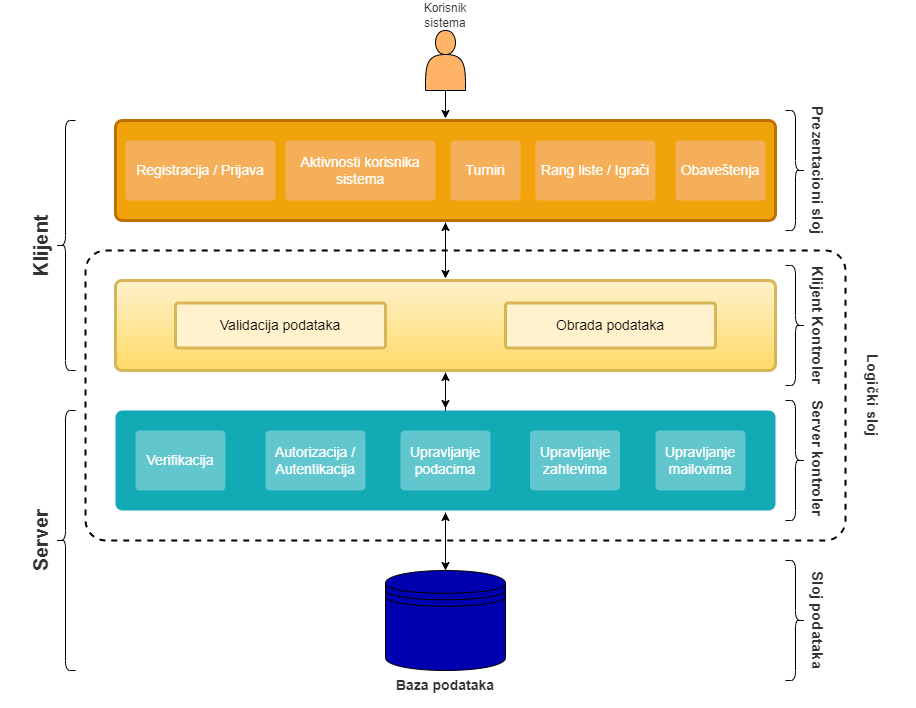 Korisnik
sistema
Prezentacioni sloj
Registracija / Prijava
Aktivnosti korisnika
sistema
Turniri
Rang liste / Igrači
Obaveštenja
Klijent
Klijent Kontroler
Validacija podataka
Obrada podataka
Logički sloj
Server kontroler
Verifikacija
Autorizacija /
Autentikacija
Upravljanje
podacima
Upravljanje
zahtevima
Upravljanje
mailovima
Server
Sloj podataka
Baza podataka